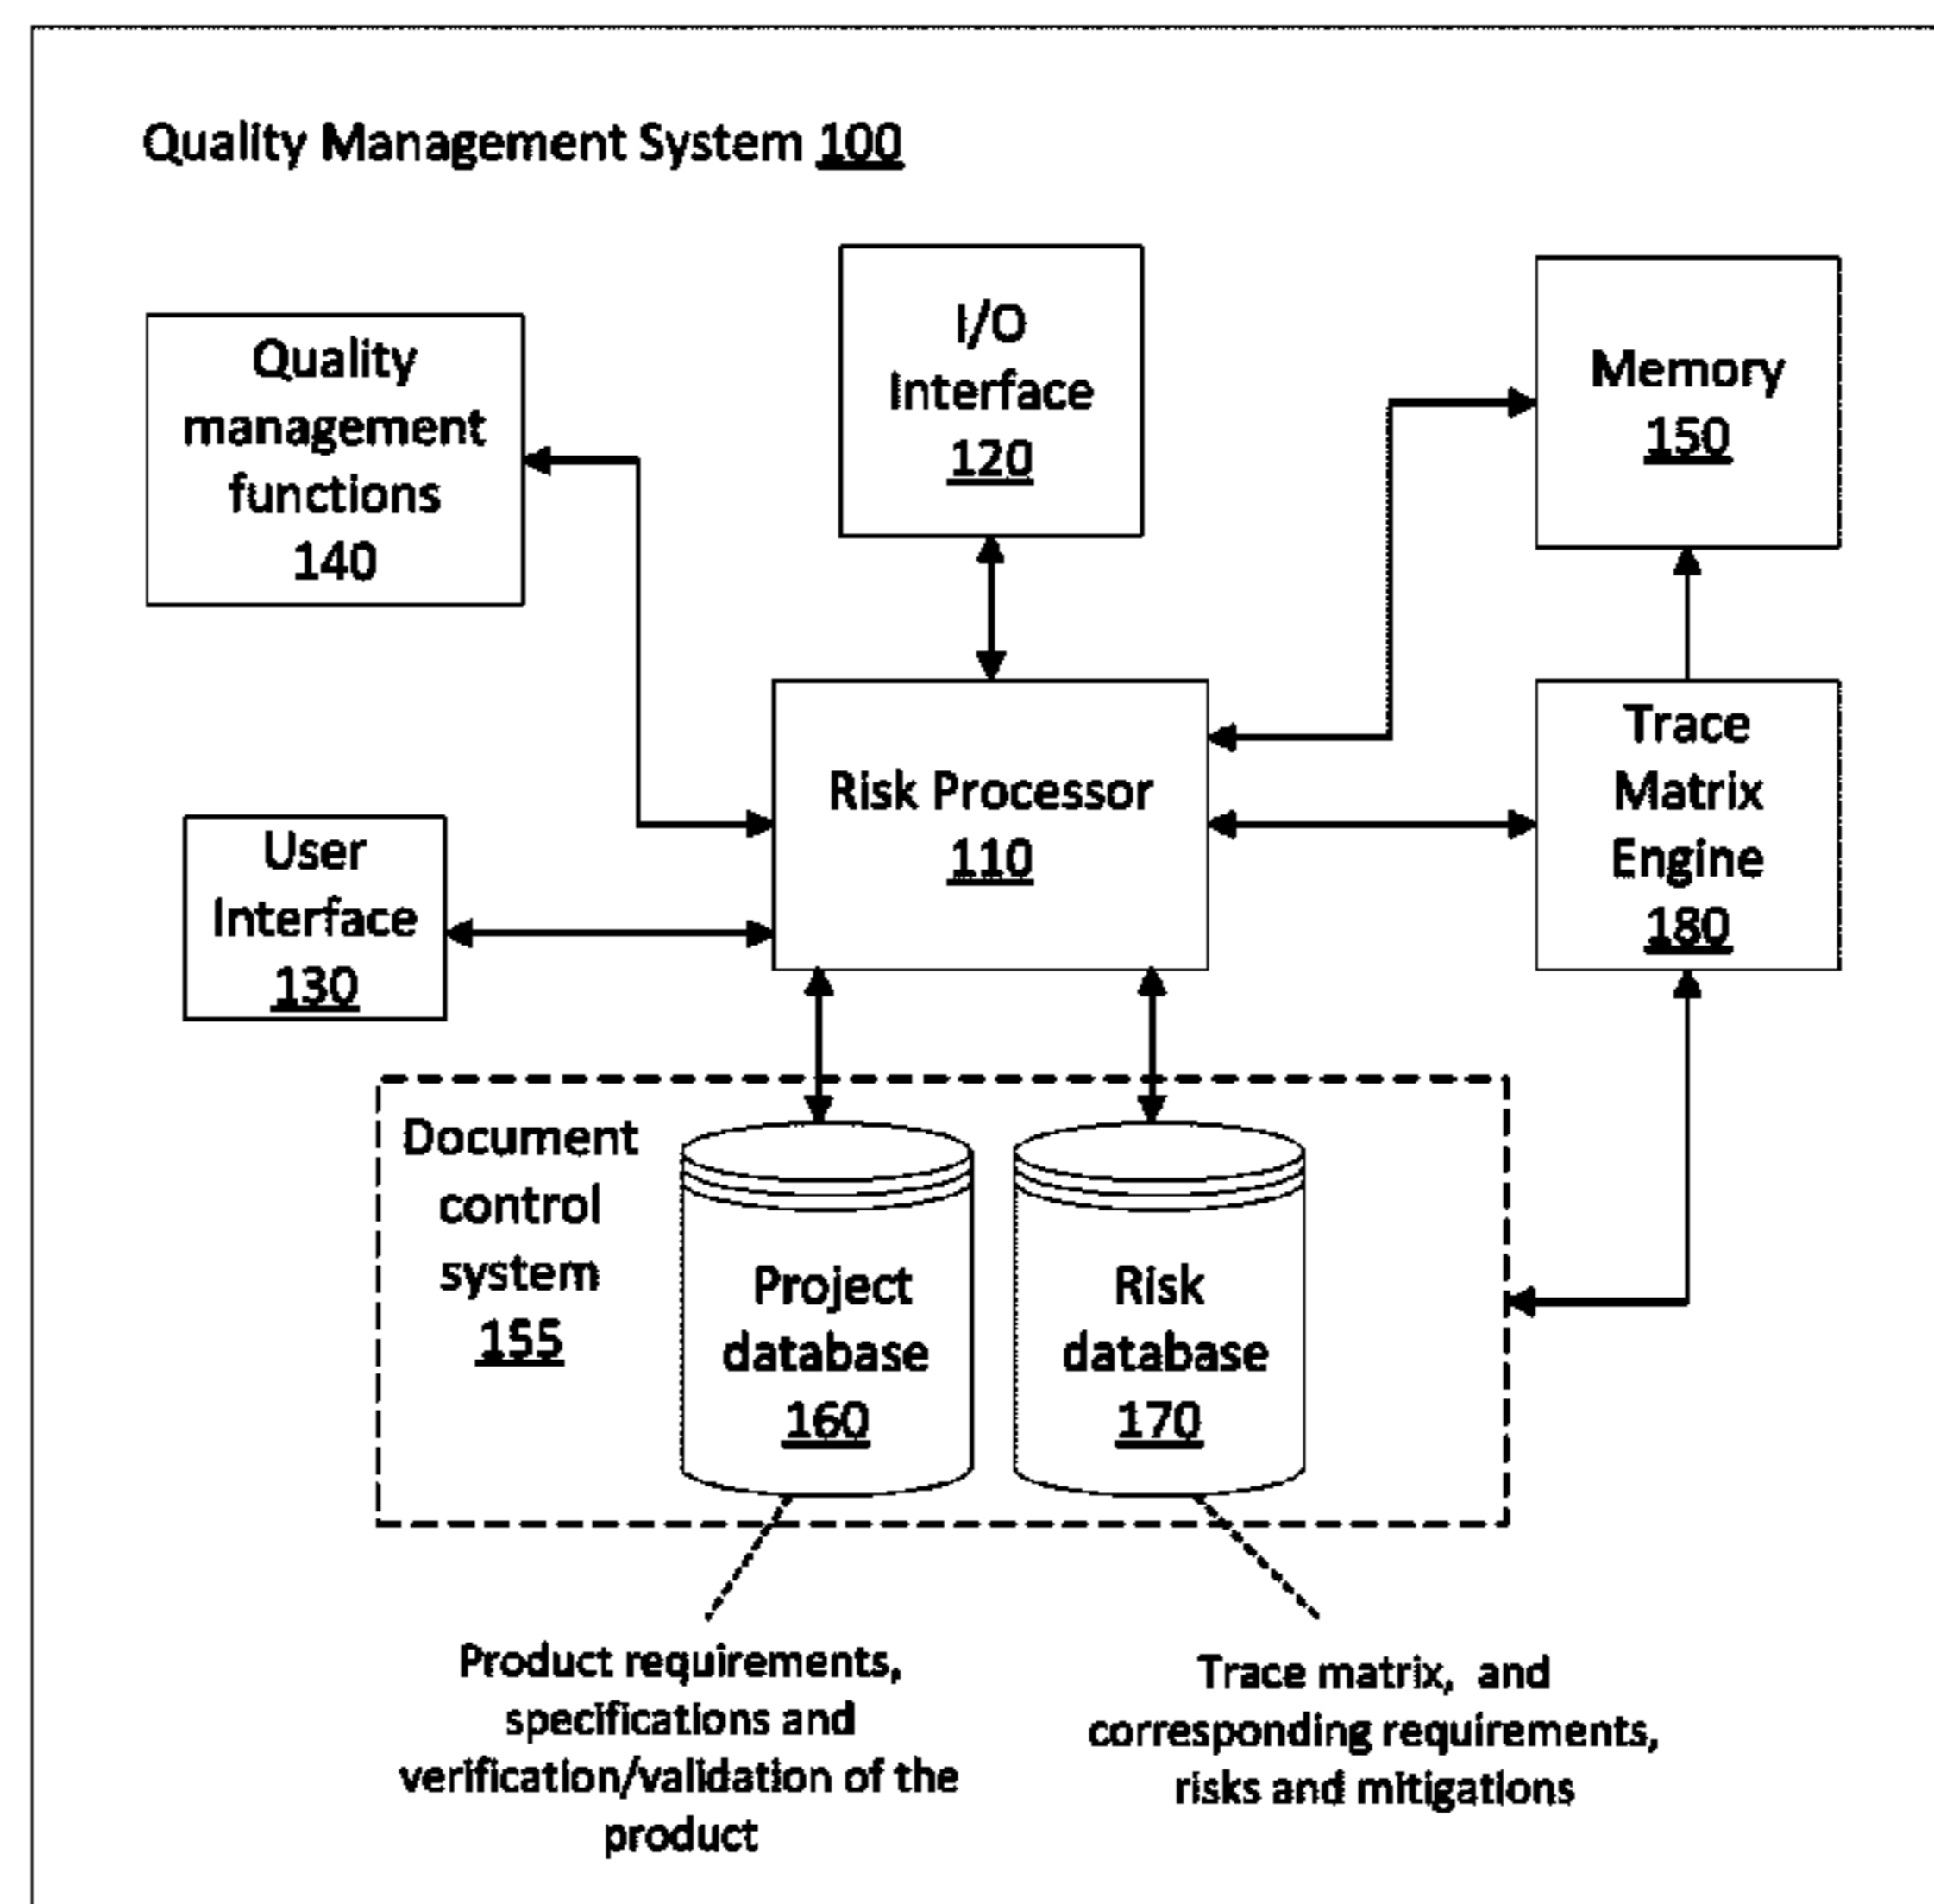 Quality Management System 100
I/O
Interface
120
Memory
150
Quality
management
functions
140
Risk Processor
110
Trace
Matrix
Engine
180
User
Interface
130
Document
control
system
155
Project
database
160
Risk
database
170
Product requirements,
specifications and
verification/validation of the
product
Trace matrix, and
corresponding requirements,
risks and mitigations